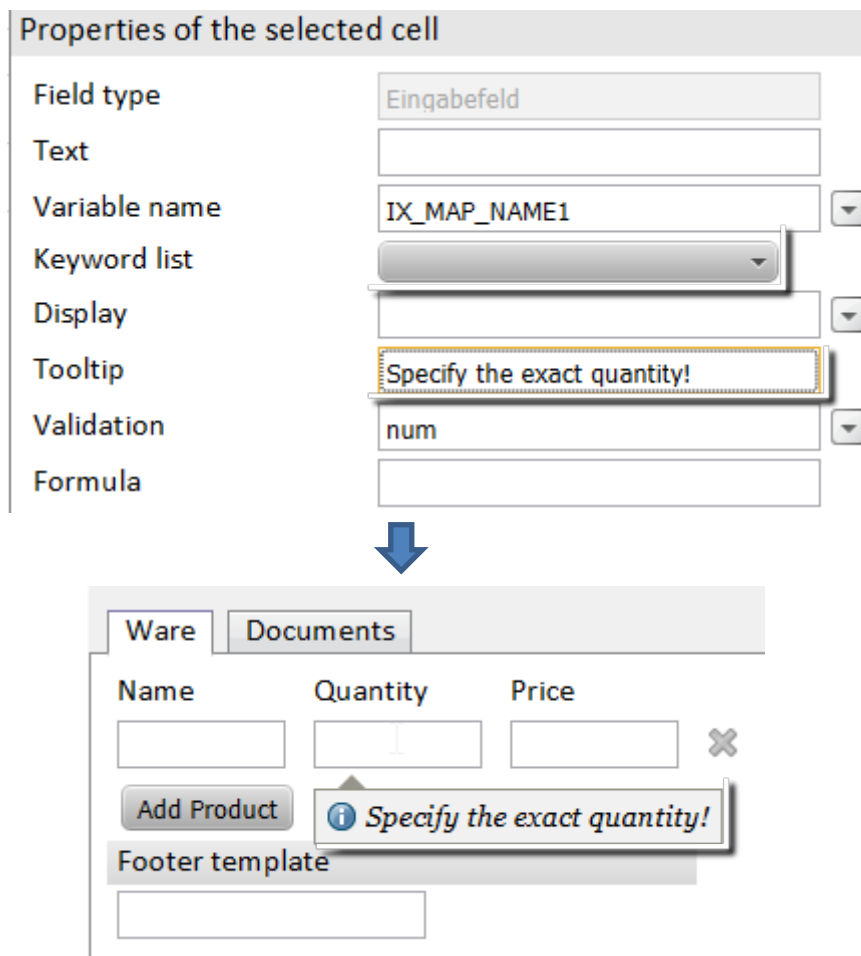 Properties of the selected cell
Field type Eingabefeld
Text
Variable name IX_MAP_NAME1
Keyword list
Display
Tooltip Specify the exact quantity!
Validation num
Formula
Ware Documents
Name Quantity Price
Add Product Specify the exact quantity!
Footer template